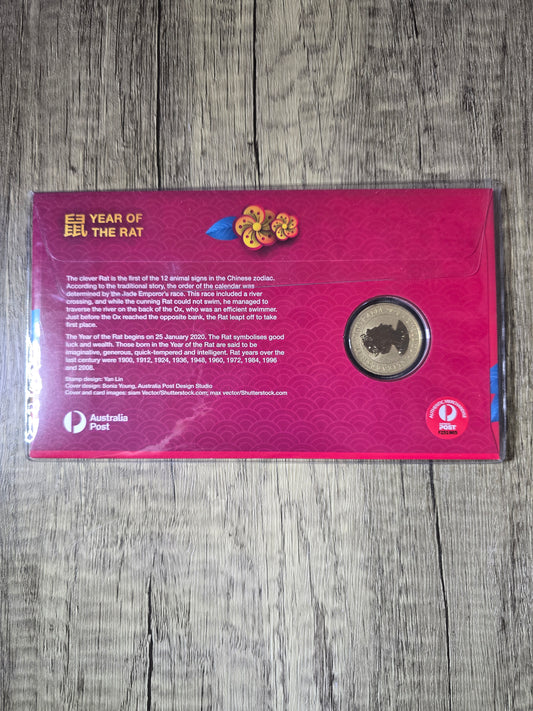 鼠 YEAR OF
THE RAT
The clever Rat is the first of the 12 animal signs in the Chinese zodiac.
According to the traditional story, the order of the calendar was
determined by the Jade Emperor's race. This race included a river
crossing, and while the cunning Rat could not swim, he managed to
traverse the river on the back of the Ox, who was an efficient swimmer.
Just before the Ox reached the opposite bank, the Rat leapt off to take
first place.
The Year of the Rat begins on 25 January 2020. The Rat symbolises good
luck and wealth. Those born in the Year of the Rat are said to be
imaginative, generous, quick-tempered and intelligent. Rat years over the
last century were 1900, 1912, 1924, 1936, 1948, 1960, 1972, 1984, 1996
and 2008.
Stamp design: Yan Lin
Cover design: Sonia Young, Australia Post Design Studio
Cover and card images: siam Vector/Shutterstock.com; max vector/Shutterstock.com
Australia
Post
AUTHENTIC MERCHANDISE
POST